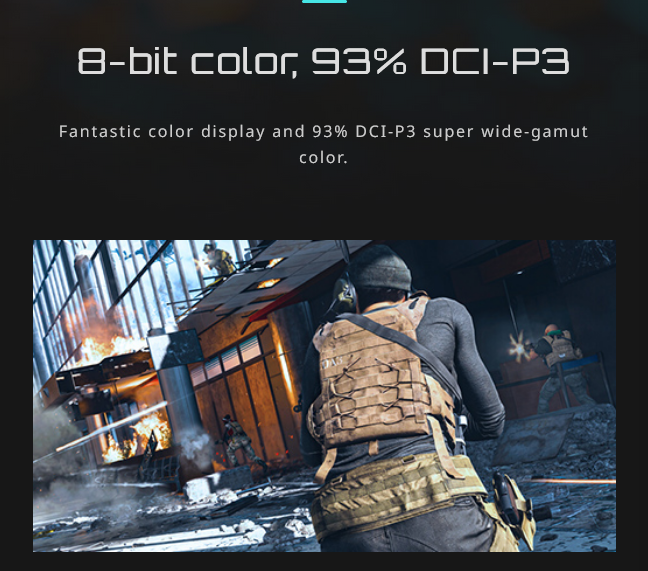 8-bit color, 93% DCI-P3
Fantastic color display and 93% DCI-P3 super wide-gamut
color.